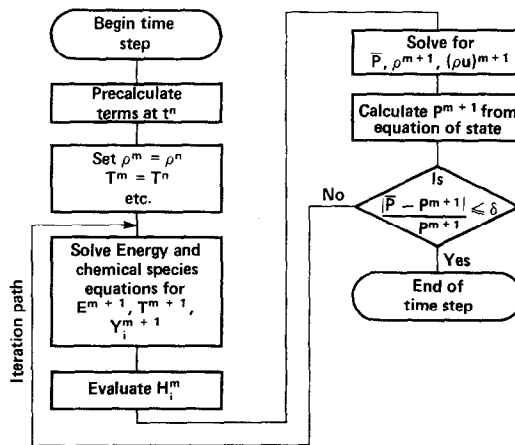 Begin time
step
Precalculate
terms at tⁿ
Set ρᵐ = ρⁿ
Tᵐ = Tⁿ
etc.
Solve Energy and
chemical species
equations for
Eᵐ⁺¹, Tᵐ⁺¹,
Yᵢᵐ⁺¹
Evaluate Hᵢᵐ
Iteration path
Solve for
P̅, ρᵐ⁺¹, (ρu)ᵐ⁺¹
Calculate Pᵐ⁺¹ from
equation of state
Is
|P̅ − Pᵐ⁺¹|
⩽ δ
Pᵐ⁺¹
No
Yes
End of
time step